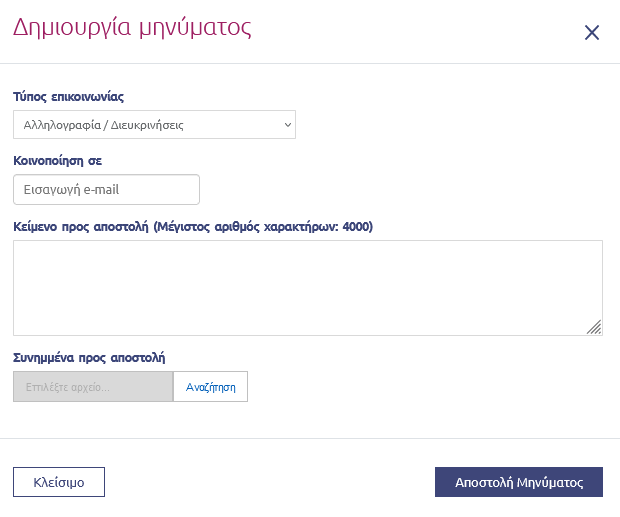 Δημιουργία μηνύματος
Τύπος επικοινωνίας
Αλληλογραφία / Διευκρινήσεις
Κοινοποίηση σε
Εισαγωγή e-mail
Κείμενο προς αποστολή (Μέγιστος αριθμός χαρακτήρων: 4000)
Συνημμένα προς αποστολή
Επιλέξτε αρχείο...
Αναζήτηση
Κλείσιμο
Αποστολή Μηνύματος